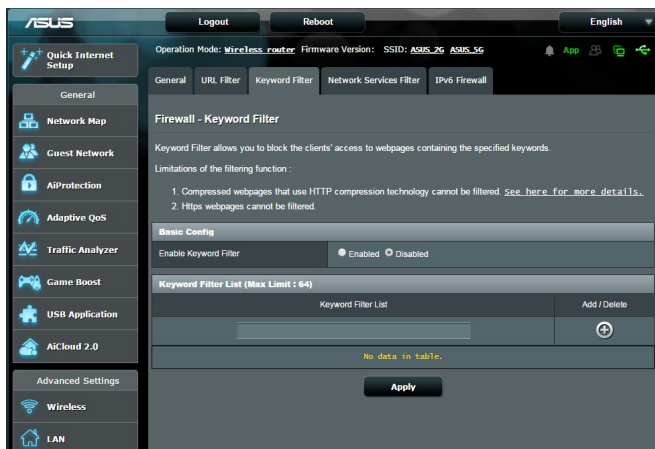 ASUS
Logout
Reboot
English
Quick Internet
Setup
General
Network Map
Guest Network
AiProtection
Adaptive QoS
Traffic Analyzer
Game Boost
USB Application
AiCloud 2.0
Advanced Settings
Wireless
LAN
Operation Mode: Wireless router Firmware Version: SSID: ASUS_2G ASUS_5G
App
General URL Filter Keyword Filter Network Services Filter IPv6 Firewall
Firewall - Keyword Filter
Keyword Filter allows you to block the clients' access to webpages containing the specified keywords.
Limitations of the filtering function :
1. Compressed webpages that use HTTP compression technology cannot be filtered. See here for more details.
2. Https webpages cannot be filtered.
Basic Config
Enable Keyword Filter Enabled Disabled
Keyword Filter List (Max Limit : 64)
Keyword Filter List Add / Delete
No data in table.
Apply